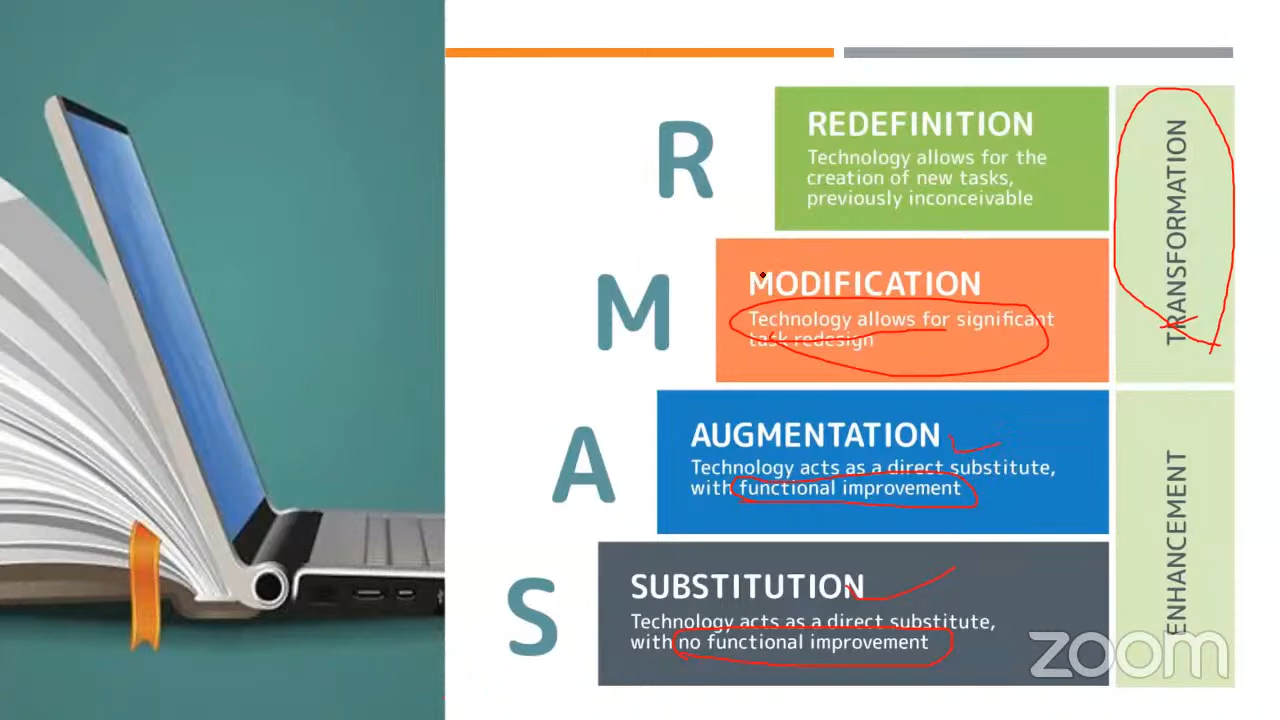 R
REDEFINITION
Technology allows for the
creation of new tasks,
previously inconceivable
M
MODIFICATION
Technology allows for significant
task redesign
TRANSFORMATION
A
AUGMENTATION
Technology acts as a direct substitute,
with functional improvement
S
SUBSTITUTION
Technology acts as a direct substitute,
with no functional improvement
ENHANCEMENT
zoom